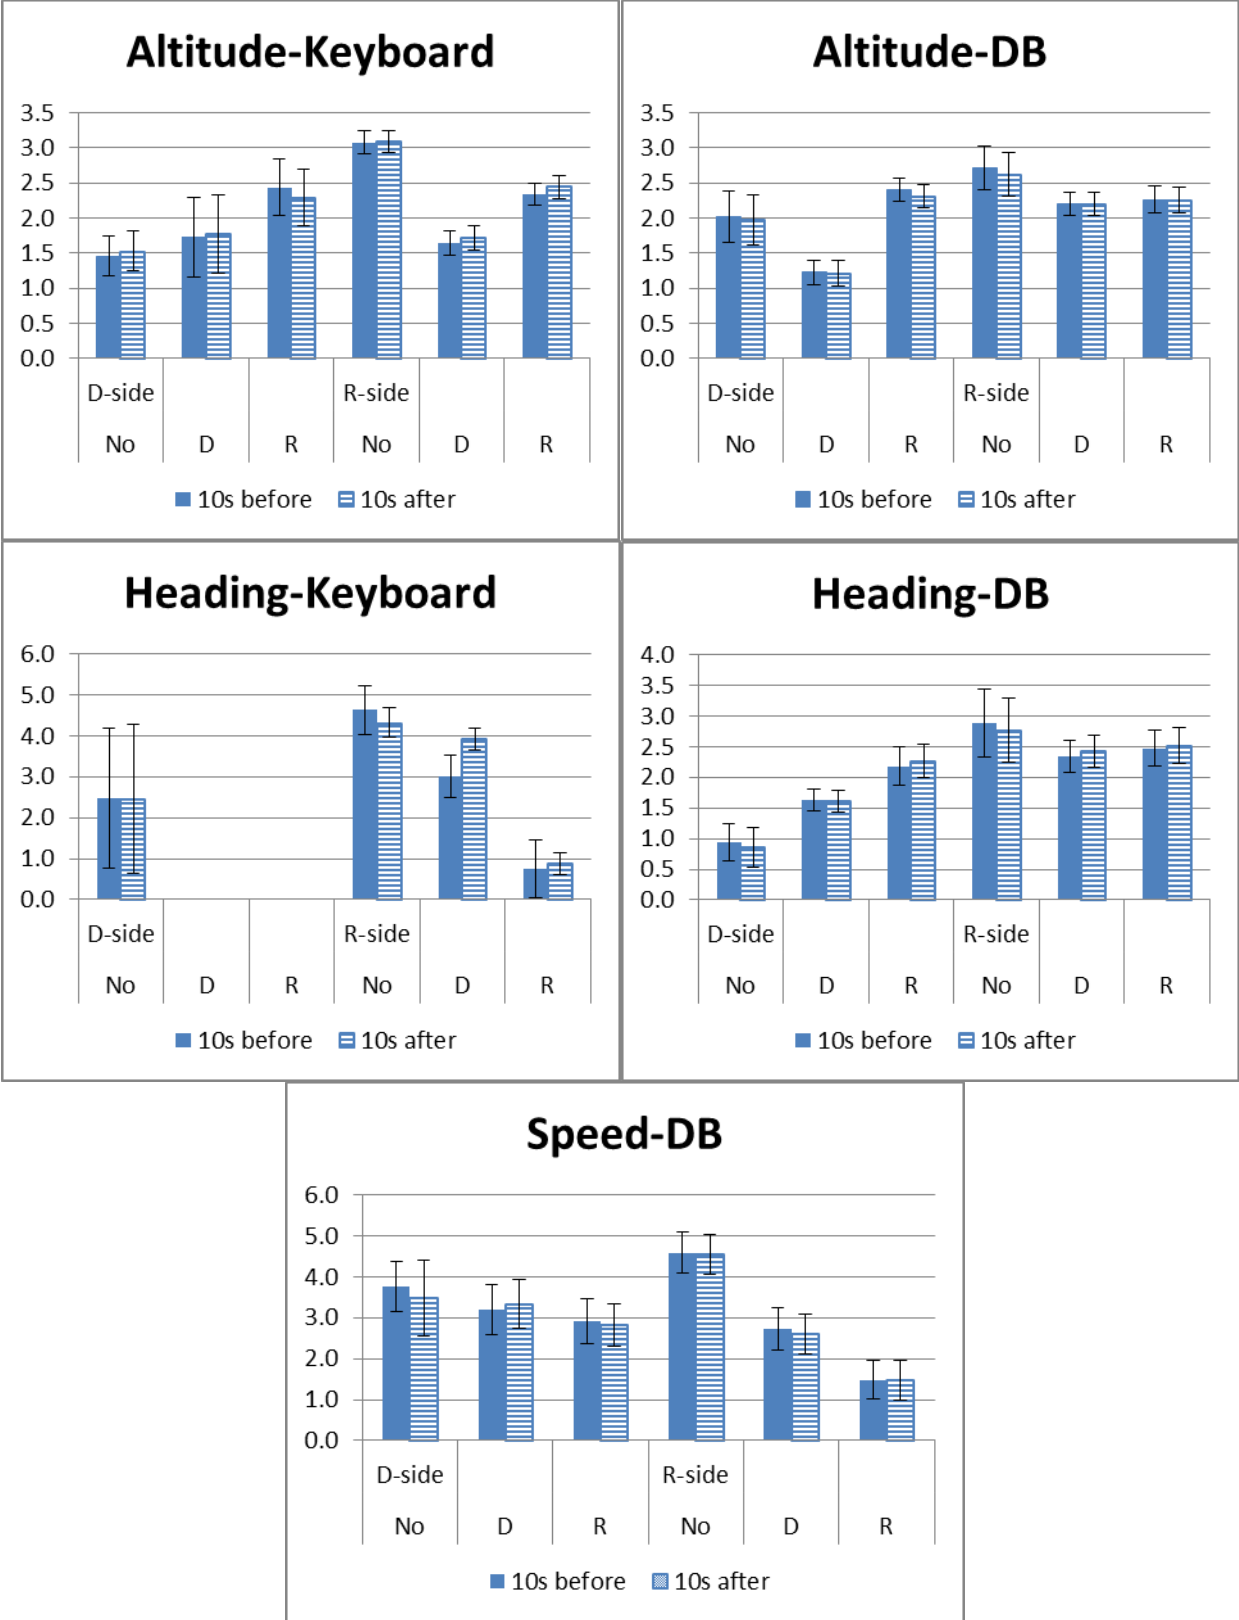 Altitude-Keyboard
3.5
3.0
2.5
2.0
1.5
1.0
0.5
0.0
D-side R-side
No D R No D R
10s before 10s after
Altitude-DB
3.5
3.0
2.5
2.0
1.5
1.0
0.5
0.0
D-side R-side
No D R No D R
10s before 10s after
Heading-Keyboard
6.0
5.0
4.0
3.0
2.0
1.0
0.0
D-side R-side
No D R No D R
10s before 10s after
Heading-DB
4.0
3.5
3.0
2.5
2.0
1.5
1.0
0.5
0.0
D-side R-side
No D R No D R
10s before 10s after
Speed-DB
6.0
5.0
4.0
3.0
2.0
1.0
0.0
D-side R-side
No D R No D R
10s before 10s after